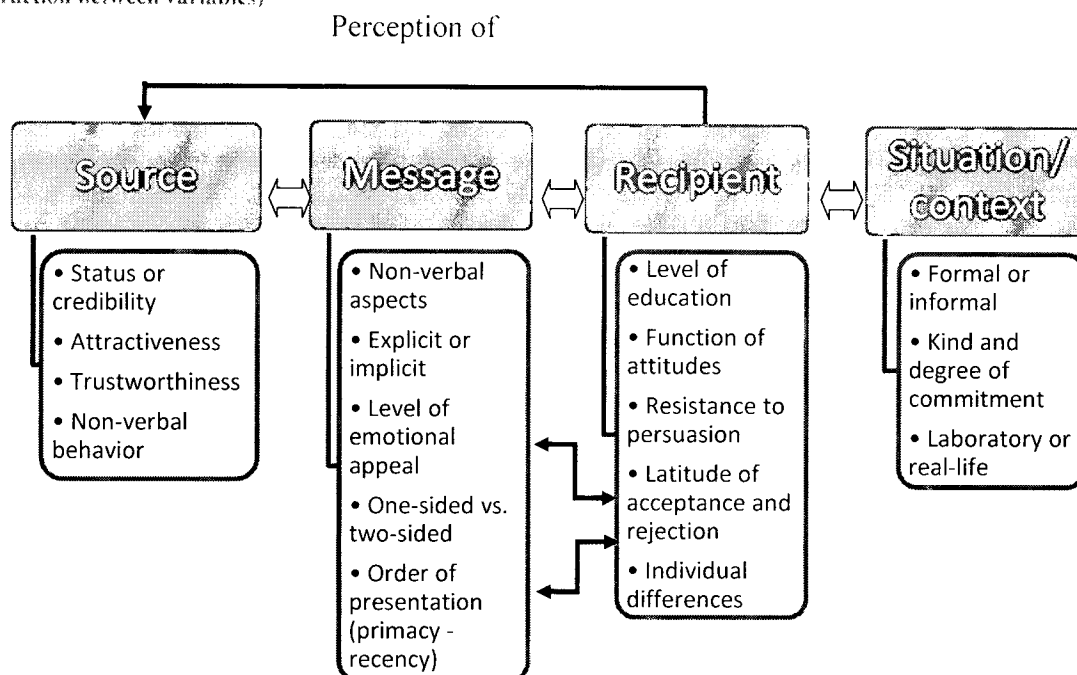 between variables)
Perception of
Source
Message
Recipient
Situation/
context
• Status or
credibility
• Attractiveness
• Trustworthiness
• Non-verbal
behavior
• Non-verbal
aspects
• Explicit or
implicit
• Level of
emotional
appeal
• One-sided vs.
two-sided
• Order of
presentation
(primacy -
recency)
• Level of
education
• Function of
attitudes
• Resistance to
persuasion
• Latitude of
acceptance and
rejection
• Individual
differences
• Formal or
informal
• Kind and
degree of
commitment
• Laboratory or
real-life